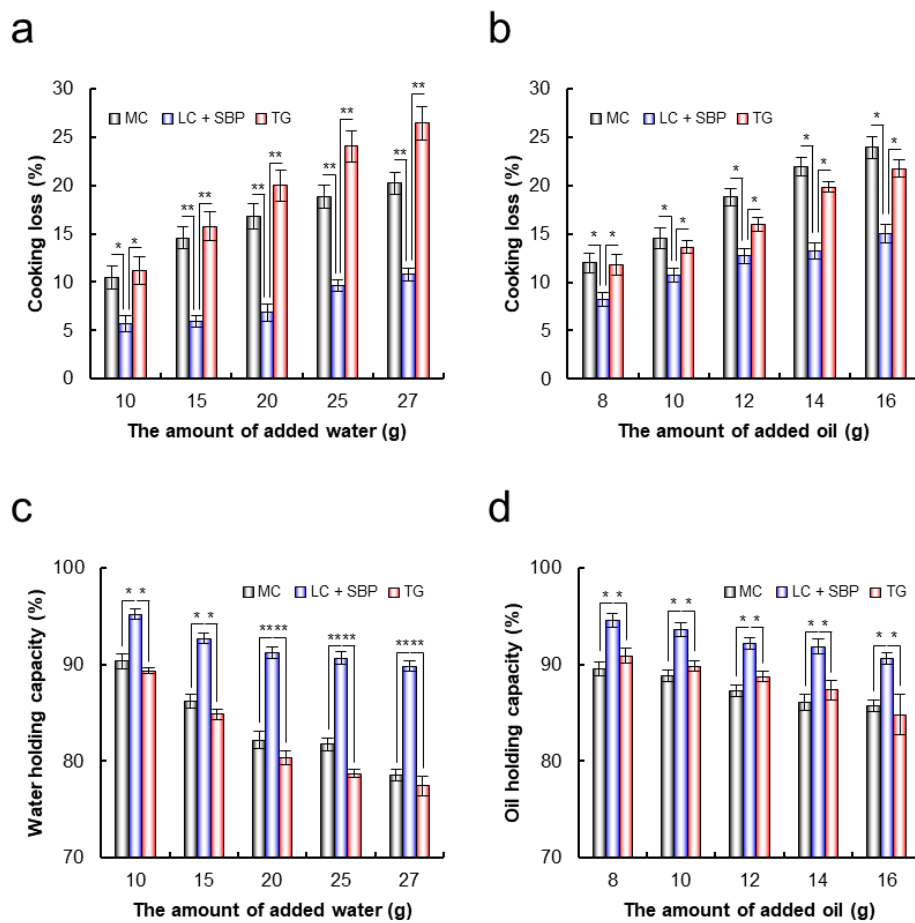 a
30
25
20
15
10
5
0
Cooking loss (%)
MC LC + SBP TG
* *
** **
** **
** **
** **
10 15 20 25 27
The amount of added water (g)
b
30
25
20
15
10
5
0
Cooking loss (%)
MC LC + SBP TG
* *
* *
* *
* *
* *
8 10 12 14 16
The amount of added oil (g)
c
100
90
80
70
Water holding capacity (%)
MC LC + SBP TG
* *
* *
****
****
****
10 15 20 25 27
The amount of added water (g)
d
100
90
80
70
Oil holding capacity (%)
MC LC + SBP TG
* *
* *
* *
* *
* *
8 10 12 14 16
The amount of added oil (g)